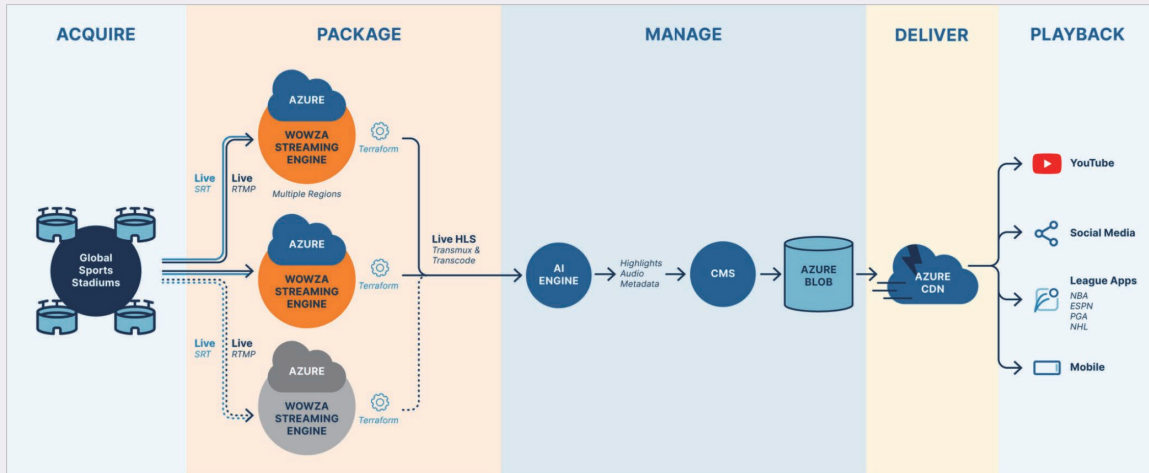 ACQUIRE
PACKAGE
MANAGE
DELIVER
PLAYBACK
Global
Sports
Stadiums
Live
SRT
Live
RTMP
AZURE
WOWZA
STREAMING
ENGINE
Terraform
Multiple Regions
AZURE
WOWZA
STREAMING
ENGINE
Terraform
Live
SRT
Live
RTMP
AZURE
WOWZA
STREAMING
ENGINE
Terraform
Live HLS
Transmux &
Transcode
AI
ENGINE
Highlights
Audio
Metadata
CMS
AZURE
BLOB
AZURE
CDN
YouTube
Social Media
League Apps
NBA
ESPN
PGA
NHL
Mobile